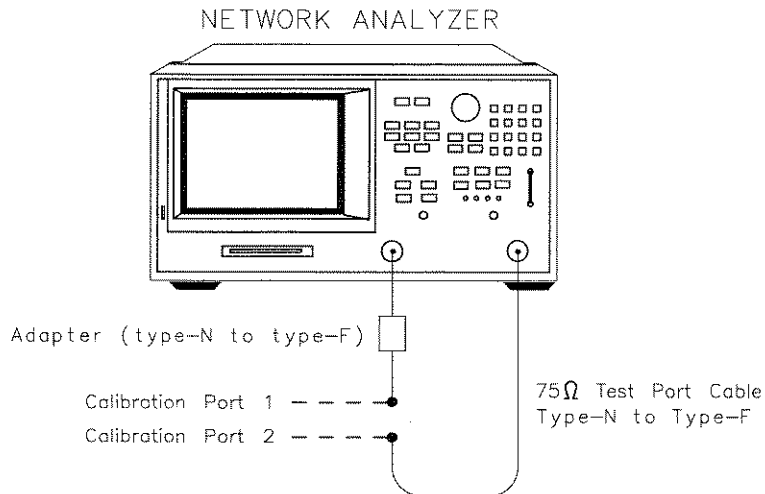 NETWORK ANALYZER
Adapter (type-N to type-F)
Calibration Port 1
Calibration Port 2
75Ω Test Port Cable
Type-N to Type-F